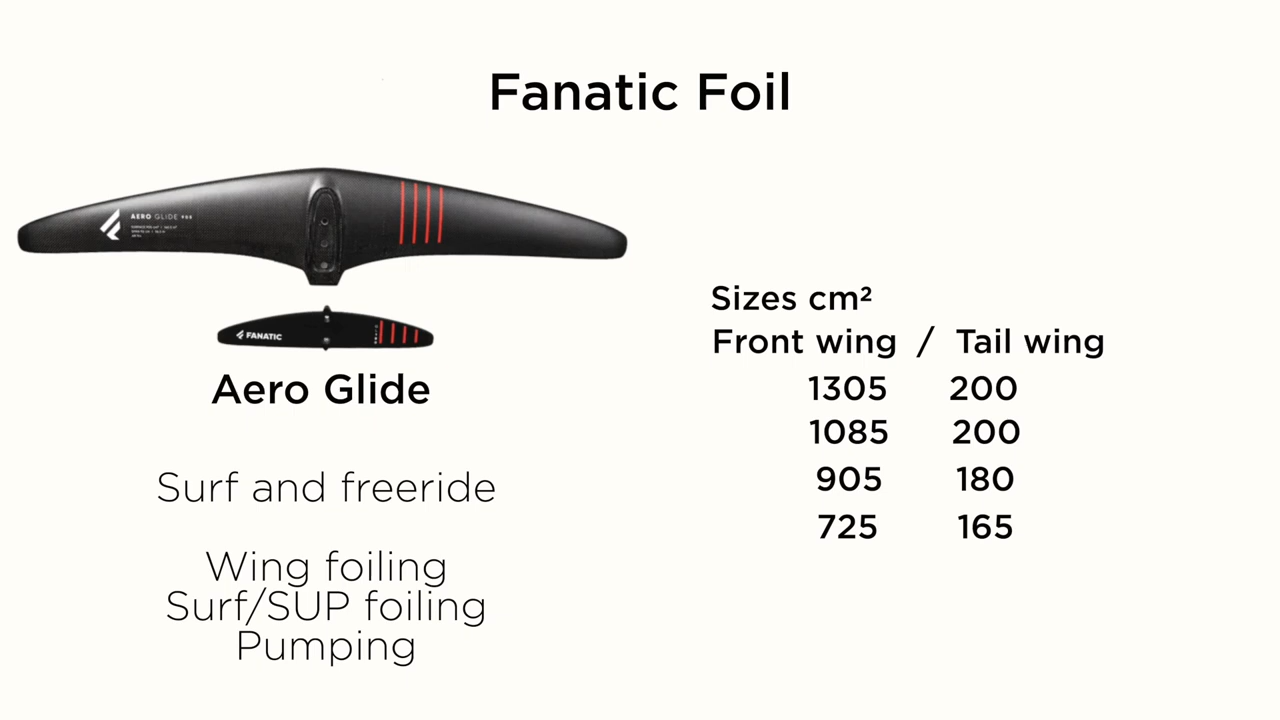 Fanatic Foil
AERO GLIDE 905
FANATIC
Aero Glide
Surf and freeride
Wing foiling
Surf/SUP foiling
Pumping
Sizes cm²
Front wing / Tail wing
1305 200
1085 200
905 180
725 165